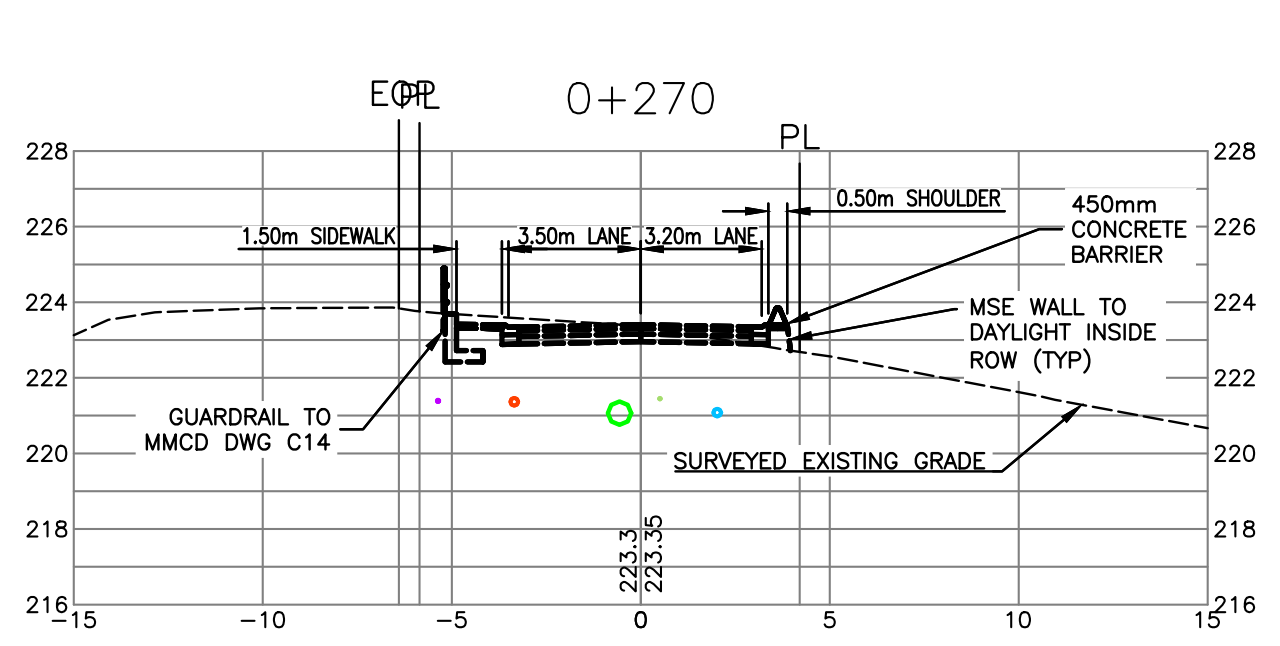 EOP PL
0+270
PL
228
228
0.50m SHOULDER
450mm
CONCRETE
BARRIER
226
226
1.50m SIDEWALK
3.50m LANE
3.20m LANE
224
224
MSE WALL TO
DAYLIGHT INSIDE
ROW (TYP)
222
222
GUARDRAIL TO
MMCD DWG C14
220
220
SURVEYED EXISTING GRADE
218
218
223.3
223.35
216
216
-15
-10
-5
0
5
10
15